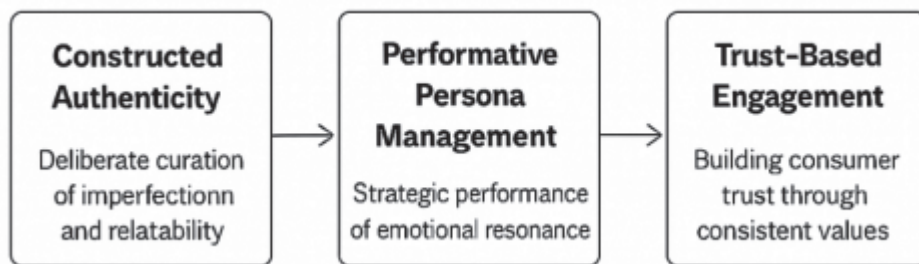 Constructed
Authenticity
Deliberate curation
of imperfectionn
and relatability
Performative
Persona
Management
Strategic performance
of emotional resonance
Trust-Based
Engagement
Building consumer
trust through
consistent values